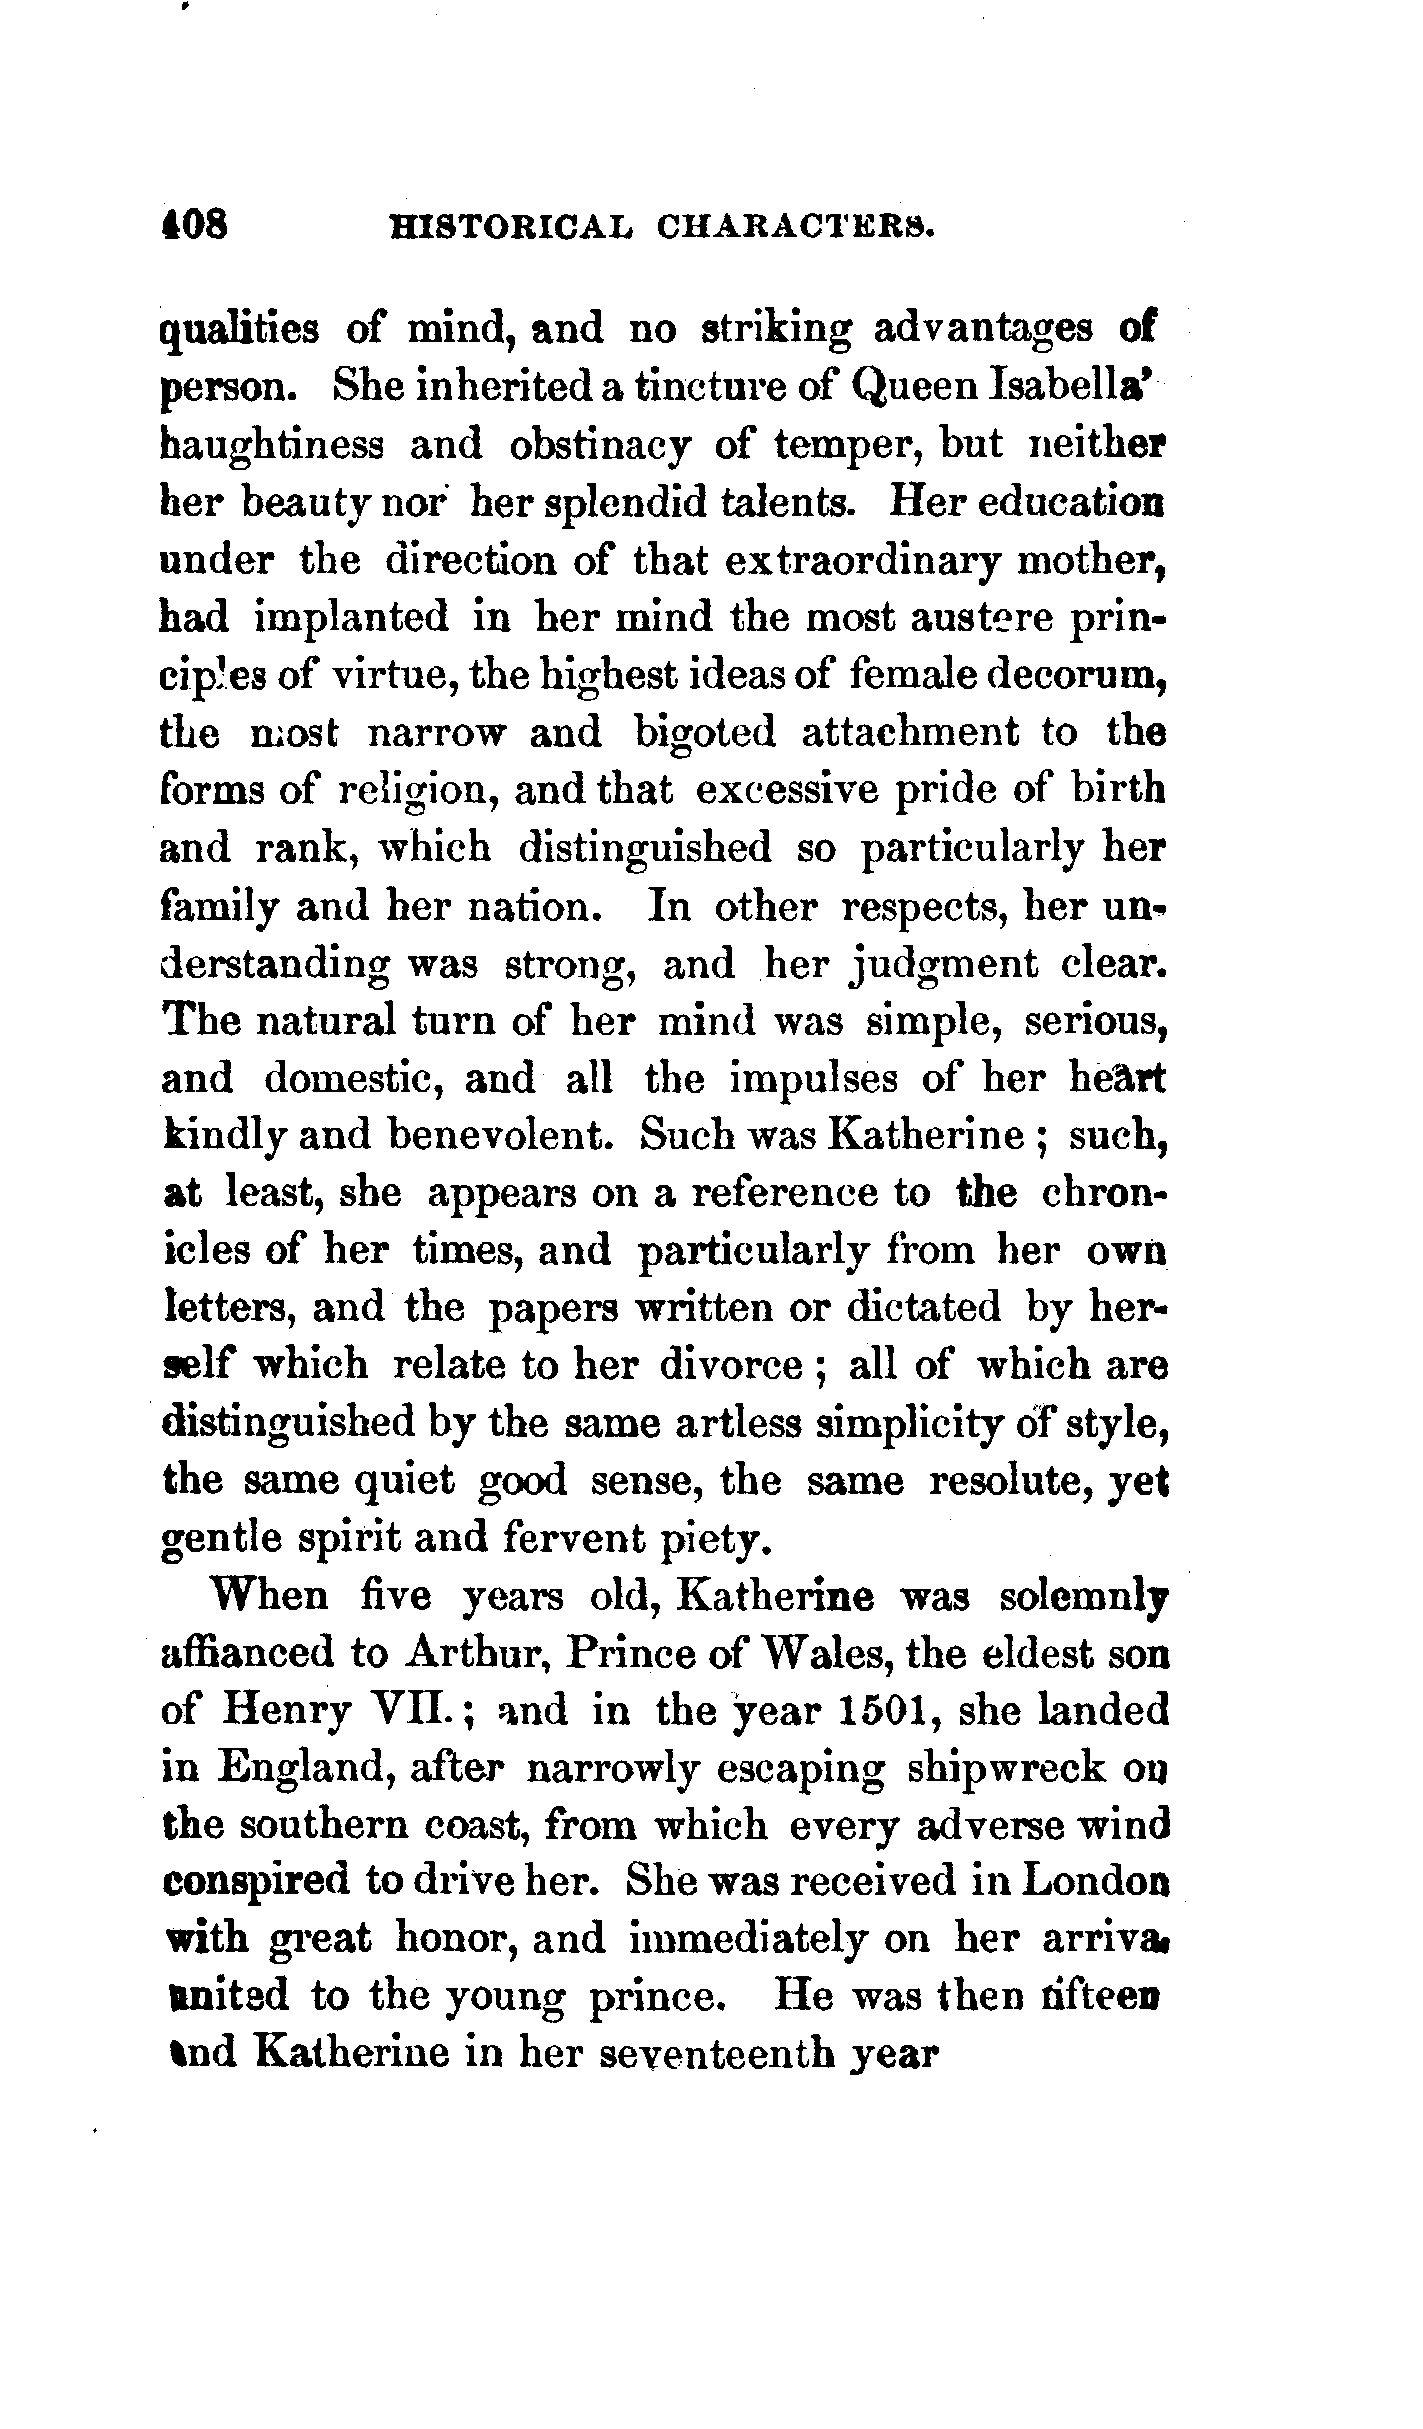 408 HISTORICAL CHARACTERS.
qualities of mind, and no striking advantages of
person. She inherited a tincture of Queen Isabella'
haughtiness and obstinacy of temper, but neither
her beauty nor her splendid talents. Her education
under the direction of that extraordinary mother,
had implanted in her mind the most austere prin-
ciples of virtue, the highest ideas of female decorum,
the most narrow and bigoted attachment to the
forms of religion, and that excessive pride of birth
and rank, which distinguished so particularly her
family and her nation. In other respects, her un-
derstanding was strong, and her judgment clear.
The natural turn of her mind was simple, serious,
and domestic, and all the impulses of her heart
kindly and benevolent. Such was Katherine ; such,
at least, she appears on a reference to the chron-
icles of her times, and particularly from her own
letters, and the papers written or dictated by her-
self which relate to her divorce ; all of which are
distinguished by the same artless simplicity of style,
the same quiet good sense, the same resolute, yet
gentle spirit and fervent piety.
When five years old, Katherine was solemnly
affianced to Arthur, Prince of Wales, the eldest son
of Henry VII. ; and in the year 1501, she landed
in England, after narrowly escaping shipwreck on
the southern coast, from which every adverse wind
conspired to drive her. She was received in London
with great honor, and immediately on her arrival
united to the young prince. He was then fifteen
and Katherine in her seventeenth year